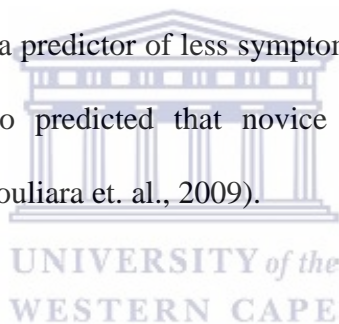 a predictor of less sympton
o predicted that novice
ouliara et. al., 2009).
UNIVERSITY of the
WESTERN CAPE